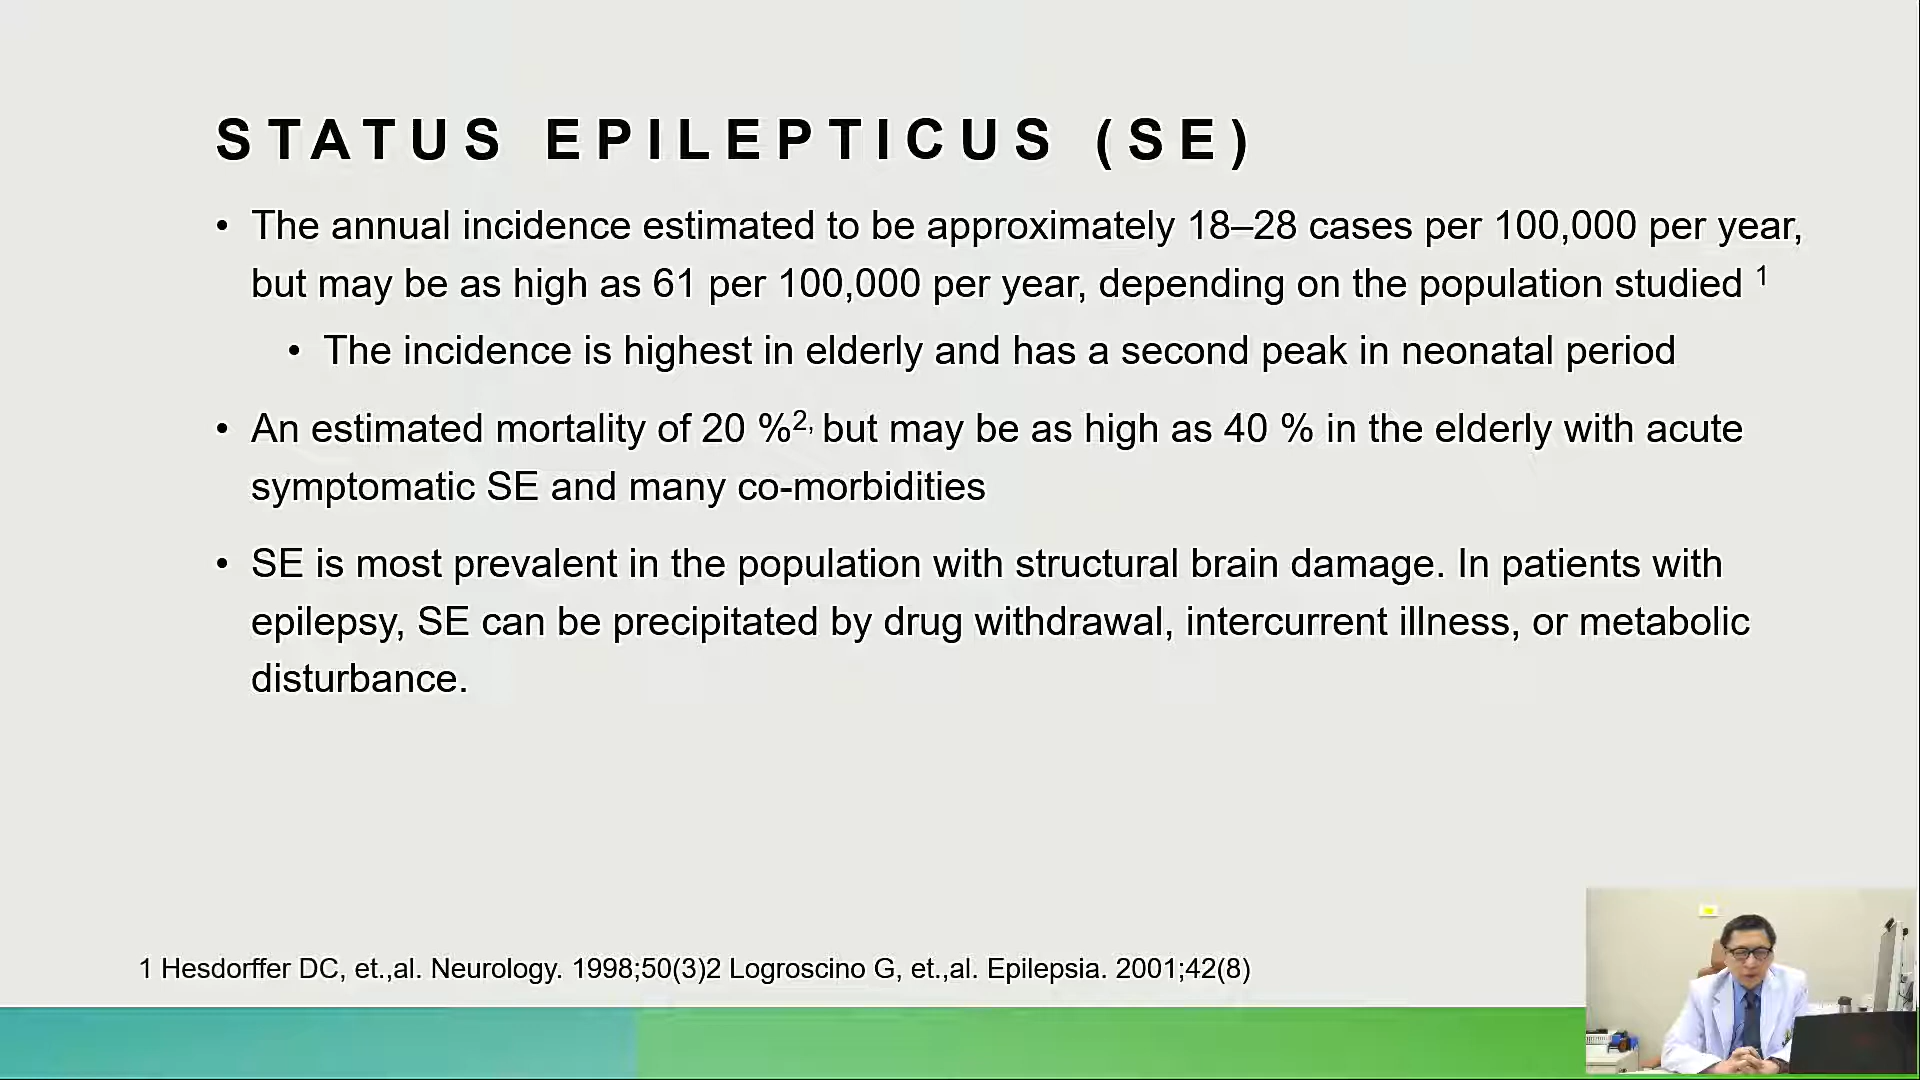 STATUS EPILEPTICUS (SE)
• The annual incidence estimated to be approximately 18–28 cases per 100,000 per year,
but may be as high as 61 per 100,000 per year, depending on the population studied 1
• The incidence is highest in elderly and has a second peak in neonatal period
• An estimated mortality of 20 %2, but may be as high as 40 % in the elderly with acute
symptomatic SE and many co-morbidities
• SE is most prevalent in the population with structural brain damage. In patients with
epilepsy, SE can be precipitated by drug withdrawal, intercurrent illness, or metabolic
disturbance.
1 Hesdorffer DC, et.,al. Neurology. 1998;50(3)2 Logroscino G, et.,al. Epilepsia. 2001;42(8)